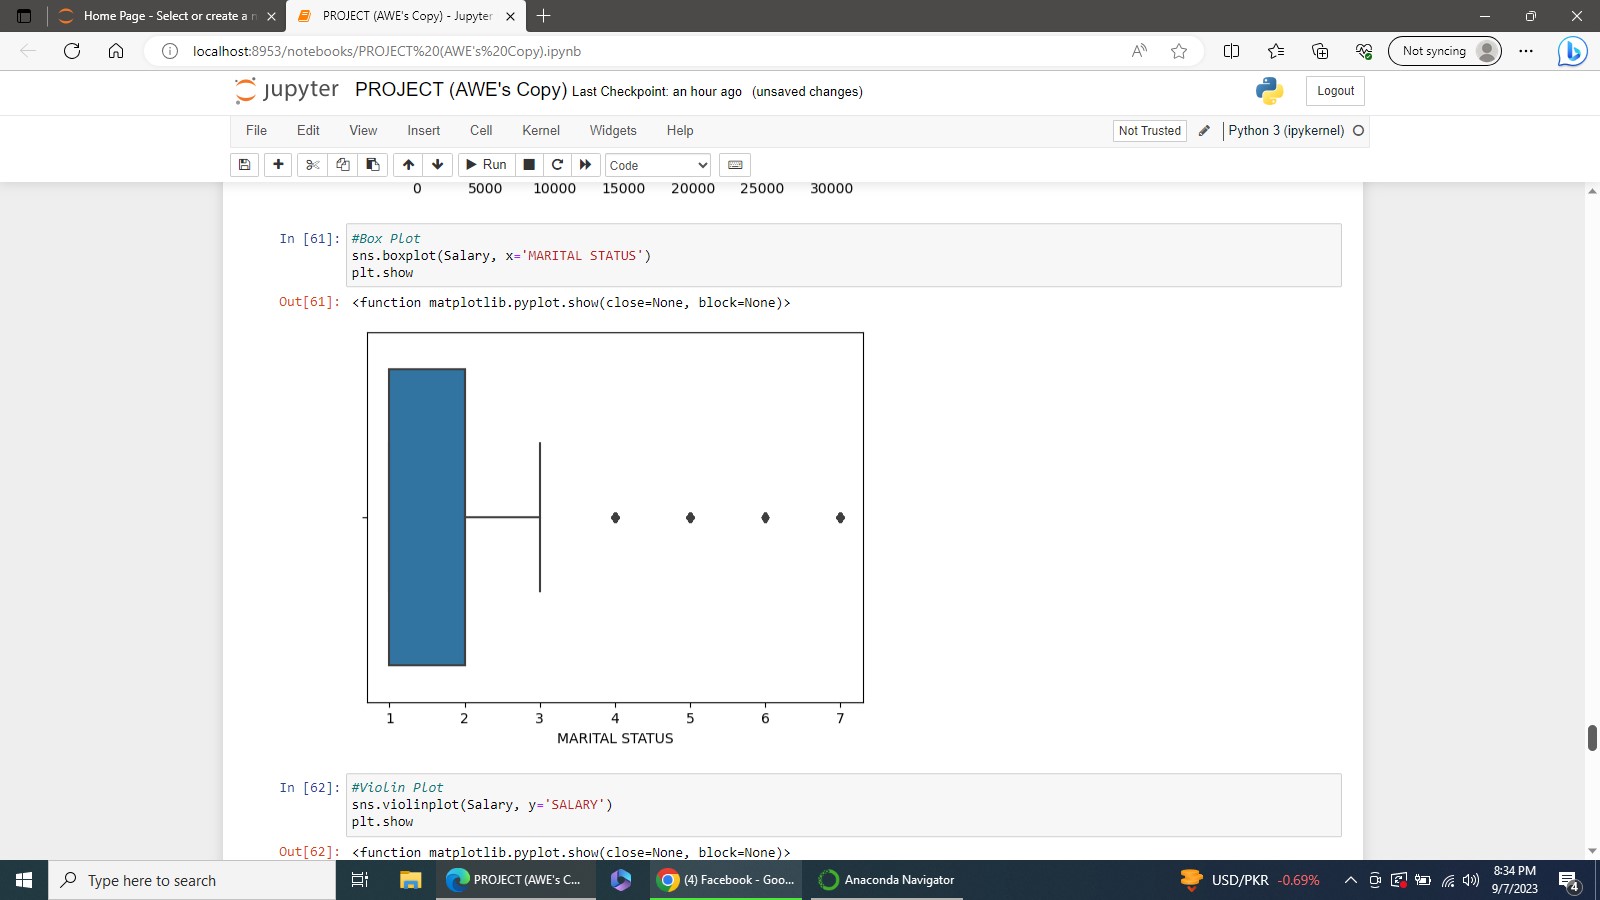 Home Page - Select or create a n
PROJECT (AWE's Copy) - Jupyter
localhost:8953/notebooks/PROJECT%20(AWE's%20Copy).ipynb
Not syncing
jupyter PROJECT (AWE's Copy) Last Checkpoint: an hour ago (unsaved changes)
Logout
File Edit View Insert Cell Kernel Widgets Help
Not Trusted
Python 3 (ipykernel)
Run
Code
0 5000 10000 15000 20000 25000 30000
In [61]: #Box Plot
sns.boxplot(Salary, x='MARITAL STATUS')
plt.show
Out[61]: <function matplotlib.pyplot.show(close=None, block=None)>
1 2 3 4 5 6 7
MARITAL STATUS
In [62]: #Violin Plot
sns.violinplot(Salary, y='SALARY')
plt.show
Out[62]: <function matplotlib.pyplot.show(close=None, block=None)>
Type here to search
PROJECT (AWE's C...
(4) Facebook - Goo...
Anaconda Navigator
USD/PKR -0.69%
8:34 PM
9/7/2023
4